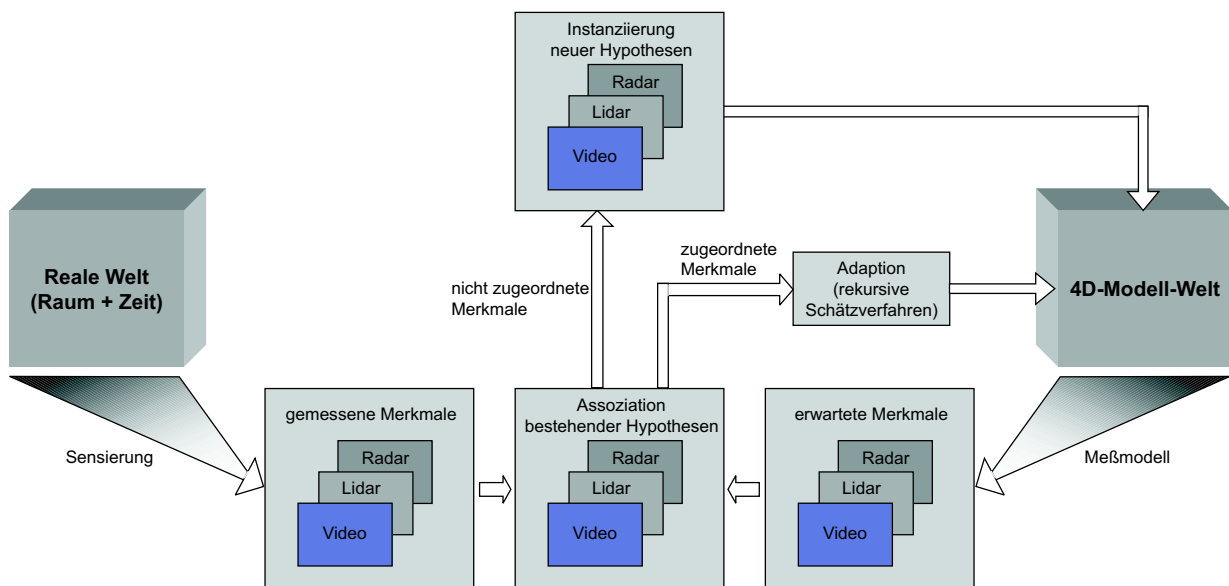 Instanziierung
neuer Hypothesen
Radar
Lidar
Video
Reale Welt
(Raum + Zeit)
nicht zugeordnete
Merkmale
zugeordnete
Merkmale
Adaption
(rekursive
Schätzverfahren)
4D-Modell-Welt
Sensierung
gemessene Merkmale
Radar
Lidar
Video
Assoziation
bestehender Hypothesen
Radar
Lidar
Video
erwartete Merkmale
Radar
Lidar
Video
Meßmodell